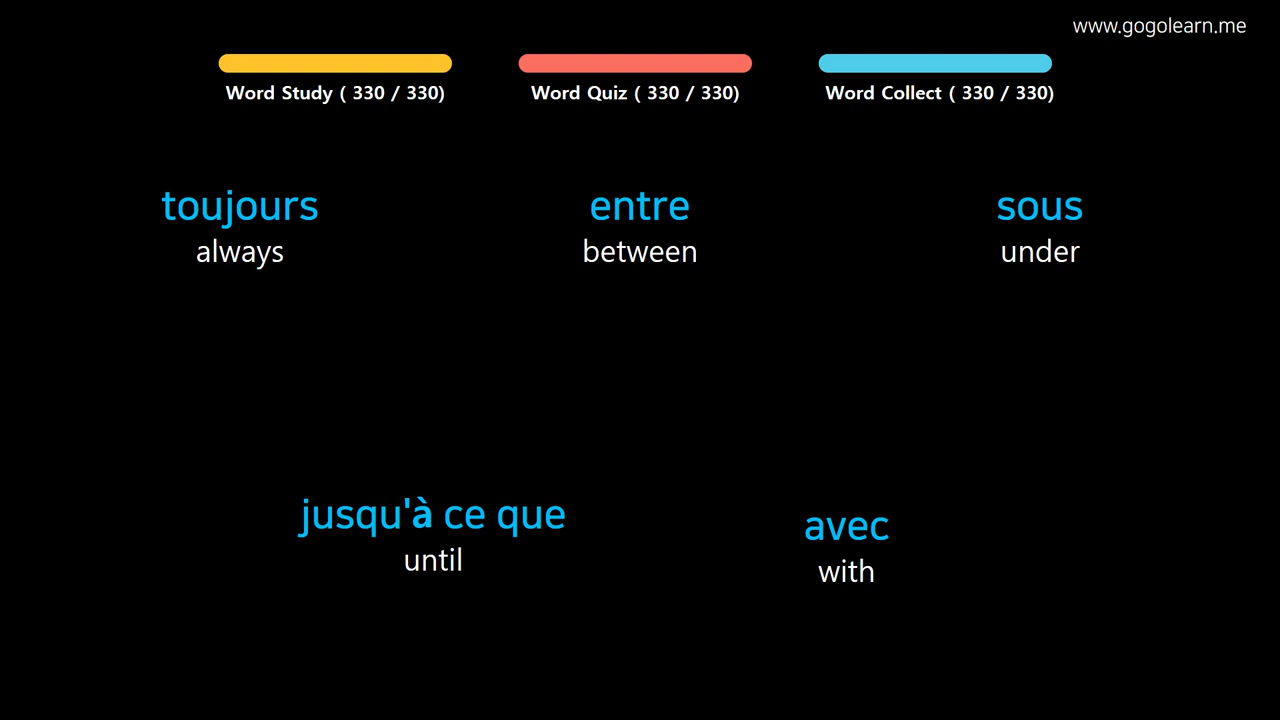 www.gogolearn.me
Word Study ( 330 / 330)
Word Quiz ( 330 / 330)
Word Collect ( 330 / 330)
toujours
always
entre
between
sous
under
jusqu'à ce que
until
avec
with